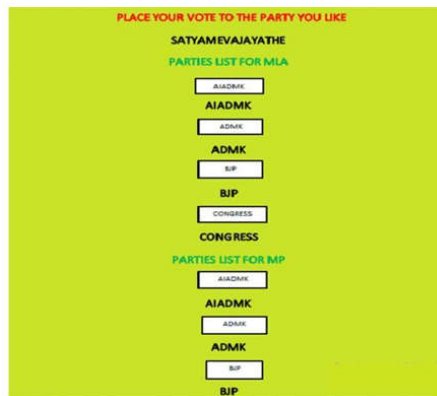 PLACE YOUR VOTE TO THE PARTY YOU LIKE
SATYAMEVAJAYATHE
PARTIES LIST FOR MLA
AIADMK
AIADMK
ADMK
ADMK
BJP
BJP
CONGRESS
CONGRESS
PARTIES LIST FOR MP
AIADMK
AIADMK
ADMK
ADMK
BJP
BJP